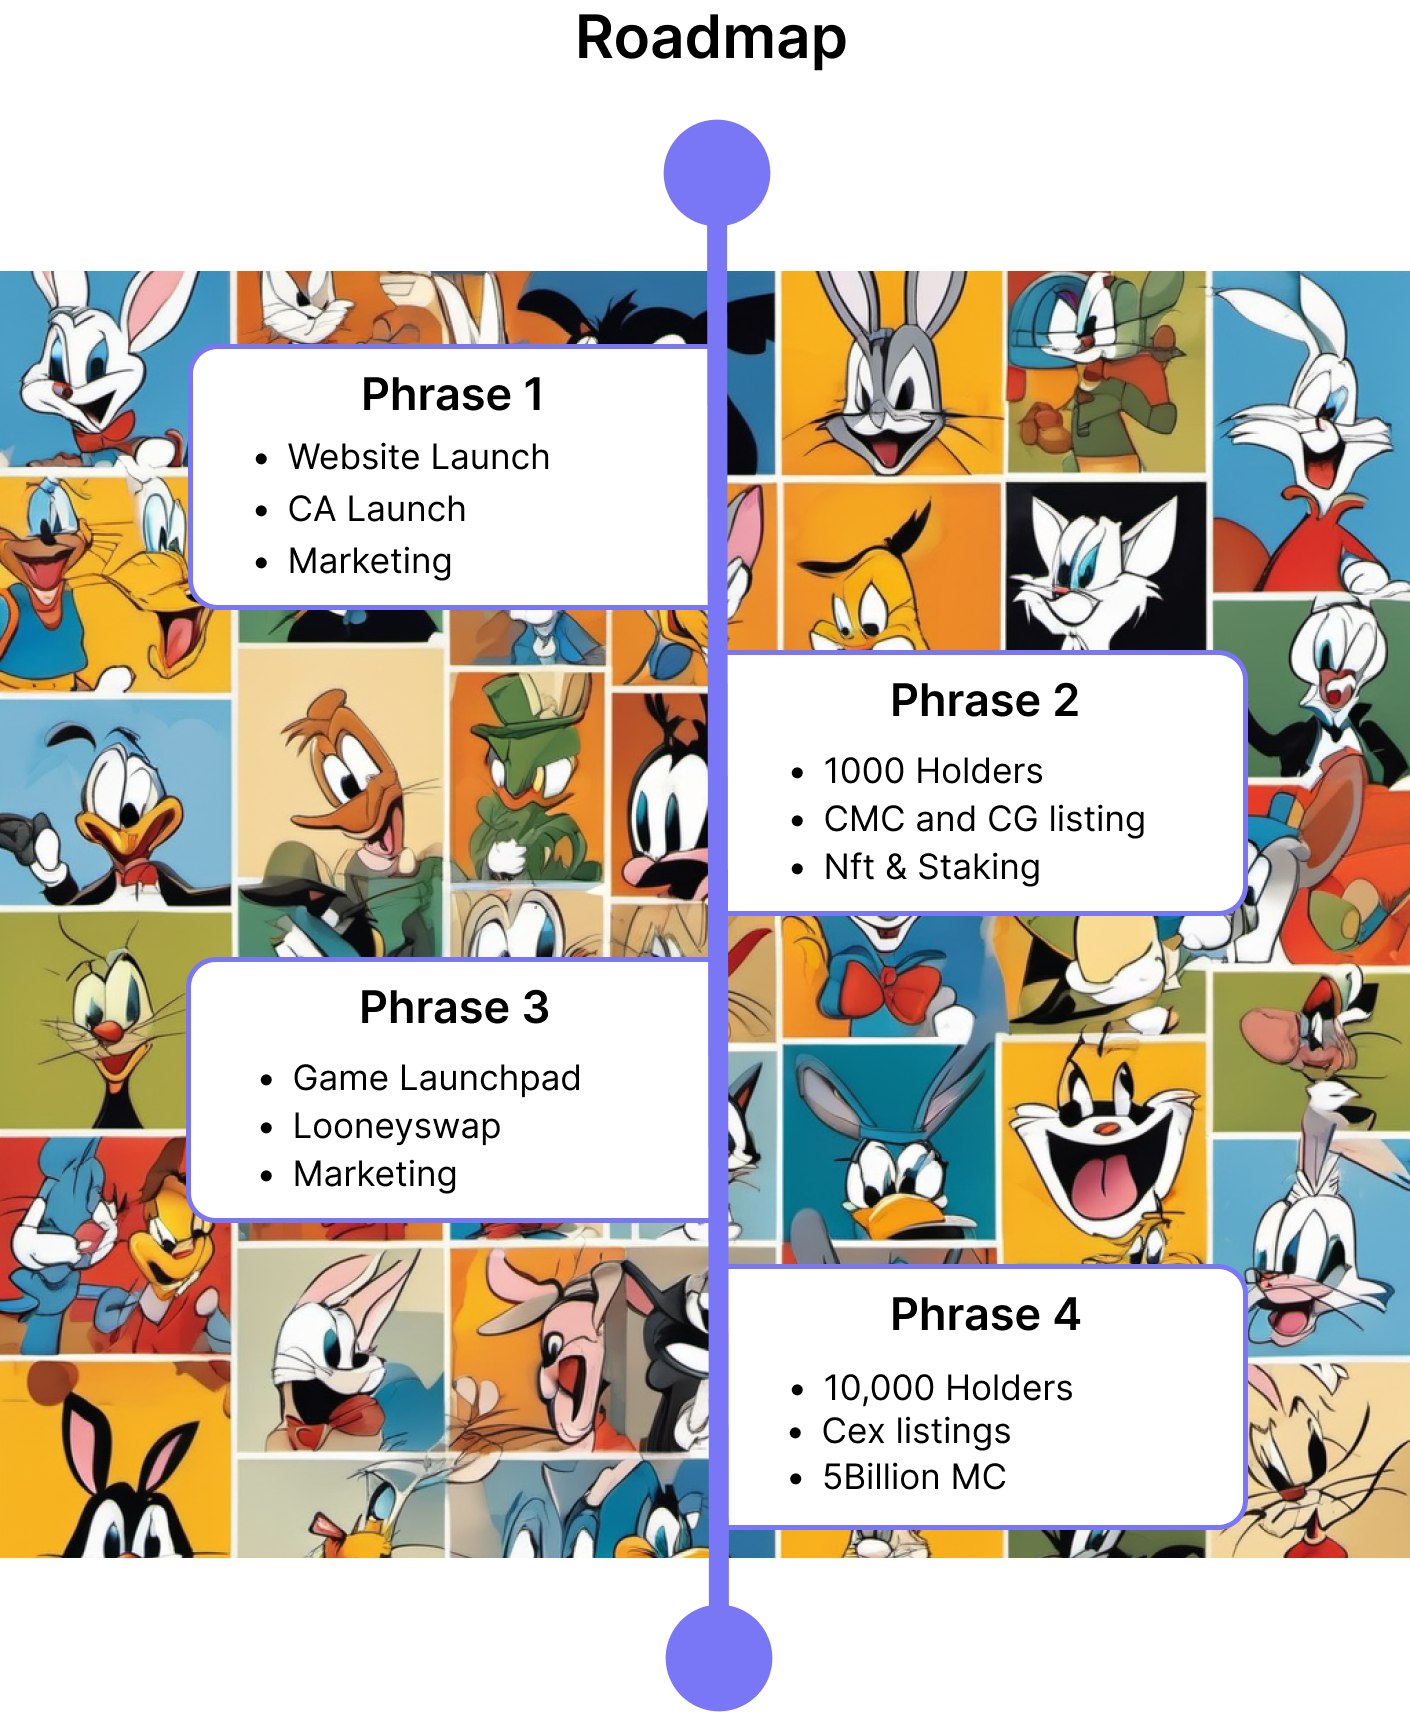 Roadmap
Phrase 1
• Website Launch
• CA Launch
• Marketing
Phrase 2
• 1000 Holders
• CMC and CG listing
• Nft & Staking
Phrase 3
• Game Launchpad
• Looneyswap
• Marketing
Phrase 4
• 10,000 Holders
• Cex listings
• 5Billion MC